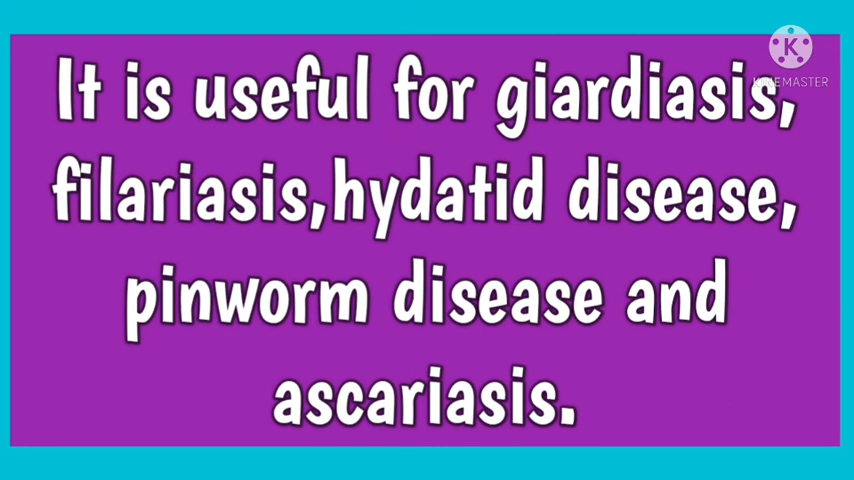 It is useful for giardiasis,
filariasis,hydatid disease,
pinworm disease and
ascariasis.
K
KINEMASTER